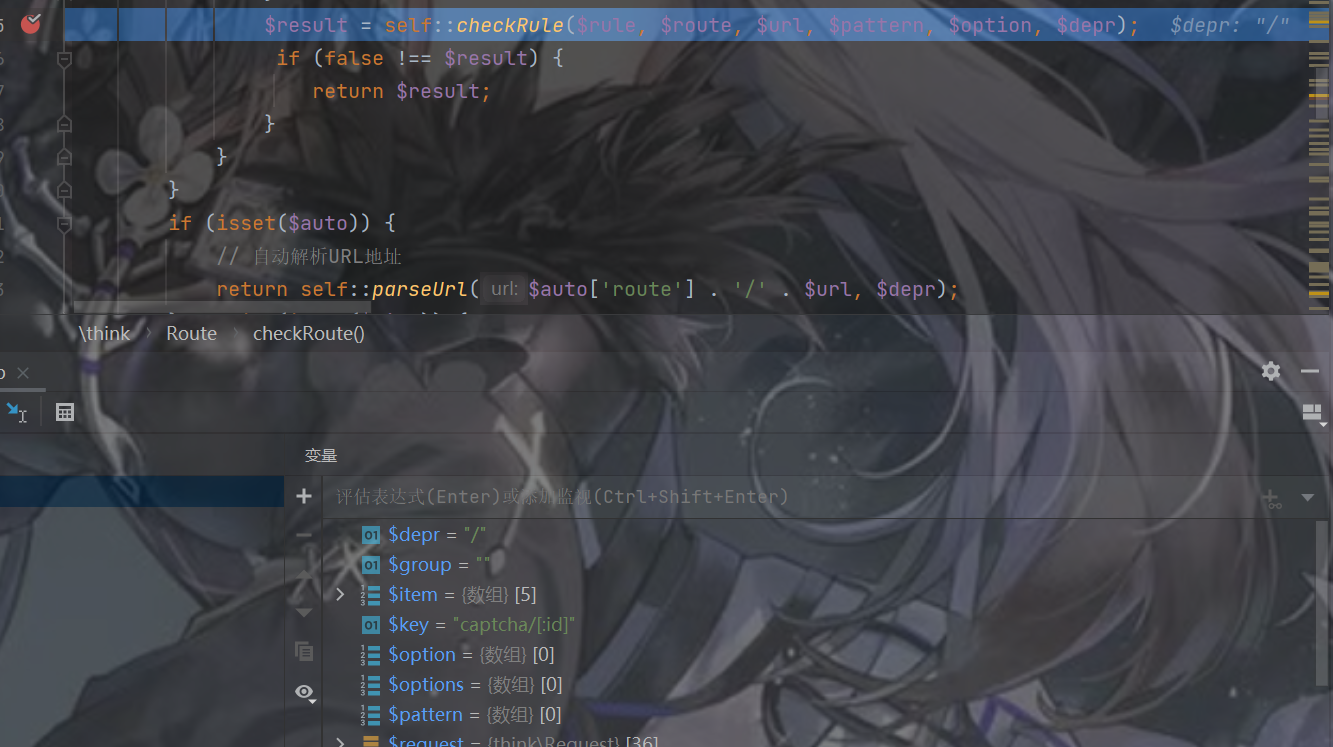 $result = self::checkRule($rule, $route, $url, $pattern, $option, $depr); $depr: "/"
if (false !== $result) {
return $result;
}
}
}
if (isset($auto)) {
// 自动解析URL地址
return self::parseUrl( url: $auto['route'] . '/' . $url, $depr);
\think › Route › checkRoute()
变量
评估表达式(Enter)或添加监视(Ctrl+Shift+Enter)
$depr = "/"
$group = ""
$item = {数组} [5]
$key = "captcha/[:id]"
$option = {数组} [0]
$options = {数组} [0]
$pattern = {数组} [0]
$request = {think\Request} [36]